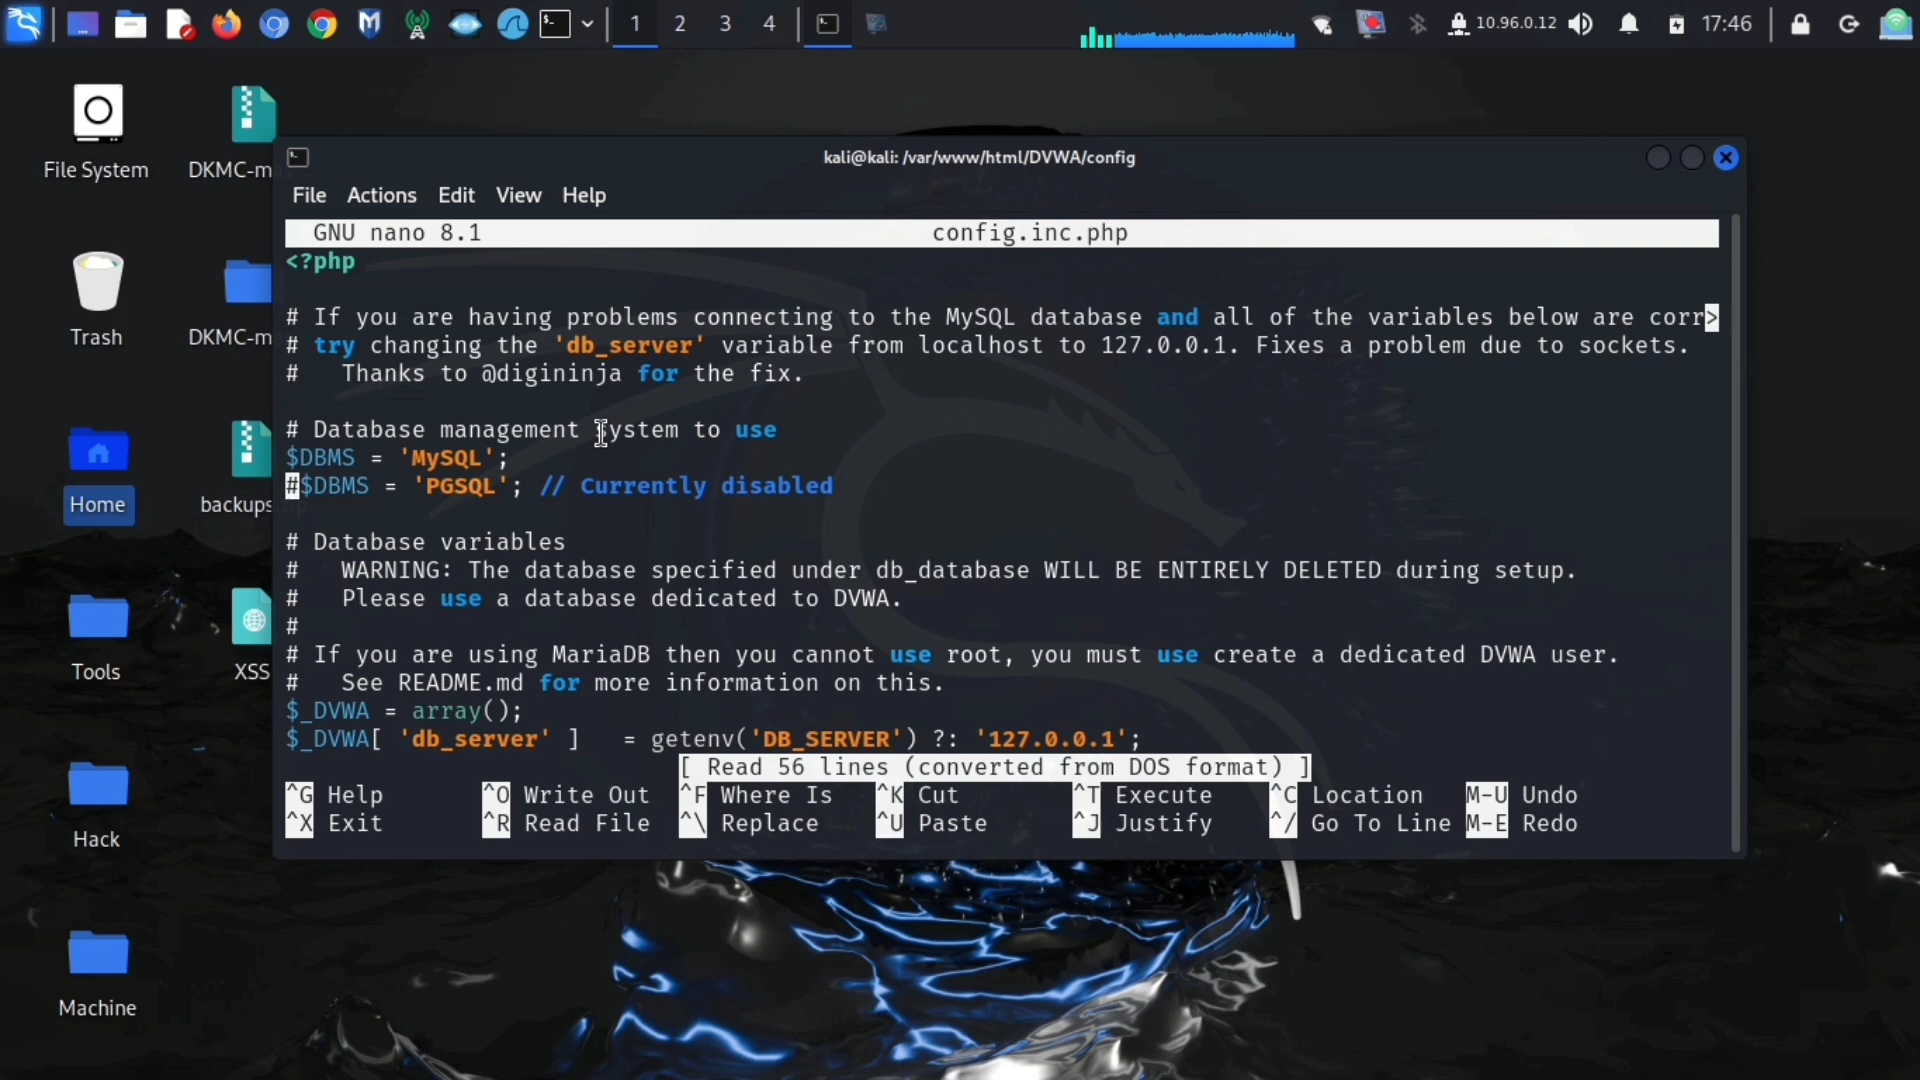 1 2 3 4
10.96.0.12
17:46
File System
DKMC-m
Trash
DKMC-m
Home
backups
Tools
XSS
Hack
Machine
kali@kali: /var/www/html/DVWA/config
File Actions Edit View Help
GNU nano 8.1 config.inc.php
<?php
# If you are having problems connecting to the MySQL database and all of the variables below are corr>
# try changing the 'db_server' variable from localhost to 127.0.0.1. Fixes a problem due to sockets.
#   Thanks to @digininja for the fix.
# Database management system to use
$DBMS = 'MySQL';
#$DBMS = 'PGSQL'; // Currently disabled
# Database variables
#   WARNING: The database specified under db_database WILL BE ENTIRELY DELETED during setup.
#   Please use a database dedicated to DVWA.
#
# If you are using MariaDB then you cannot use root, you must use create a dedicated DVWA user.
#   See README.md for more information on this.
$_DVWA = array();
$_DVWA[ 'db_server' ]   = getenv('DB_SERVER') ?: '127.0.0.1';
[ Read 56 lines (converted from DOS format) ]
^G Help ^O Write Out ^F Where Is ^K Cut ^T Execute ^C Location M-U Undo
^X Exit ^R Read File ^\ Replace ^U Paste ^J Justify ^/ Go To Line M-E Redo